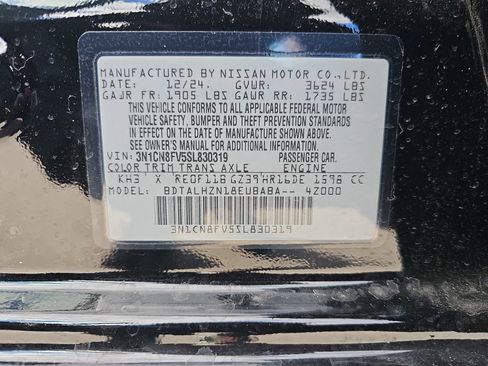 MANUFACTURED BY NISSAN MOTOR CO., LTD.
DATE: 12/24. GVWR: 3624 LBS
GAWR FR: 1905 LBS GAWR RR: 1735 LBS
THIS VEHICLE CONFORMS TO ALL APPLICABLE FEDERAL MOTOR
VEHICLE SAFETY, BUMPER AND THEFT PREVENTION STANDARDS
IN EFFECT ON THE DATE OF MANUFACTURE SHOWN ABOVE.
SEE OWNER'S MANUAL FOR ADDITIONAL INFORMATION.
VIN: 3N1CN8FV5SL830319 PASSENGER CAR.
COLOR TRIM TRANS AXLE ENGINE:
KH3 X RE0F11B GZ39 HR16DE 1598 CC
MODEL: BDTALHZN18EUBABA-- 4Z000
3N1CN8FV5SL830319